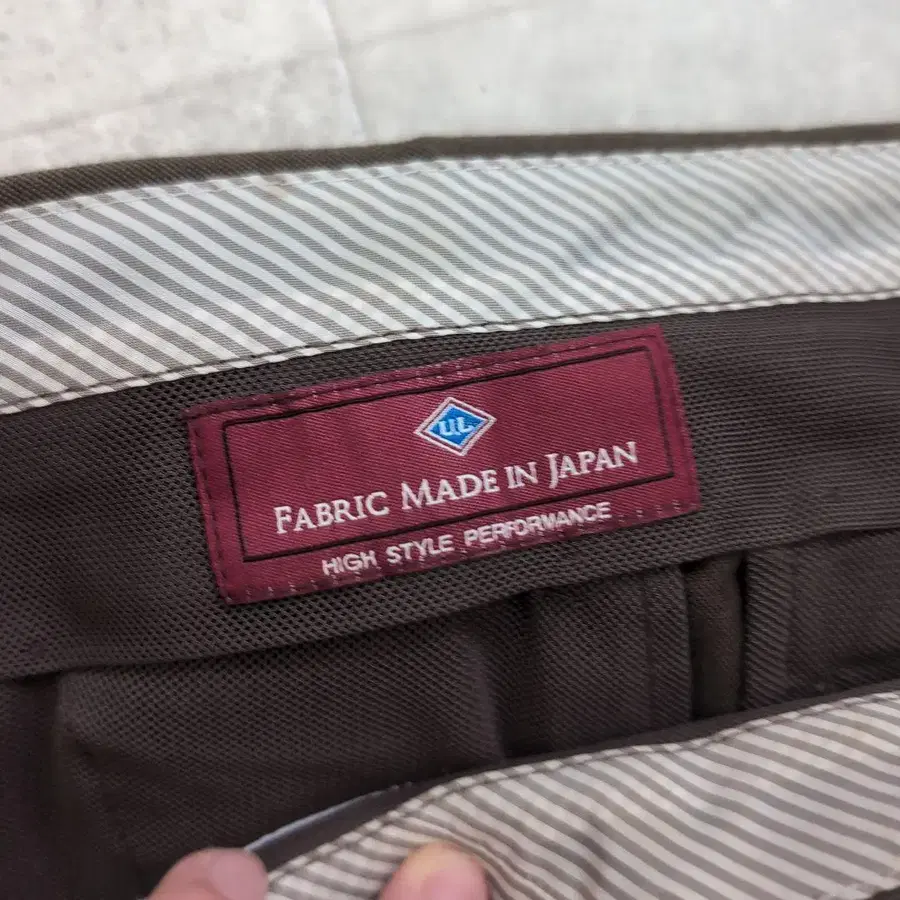 UL
FABRIC MADE IN JAPAN
HIGH STYLE PERFORMANCE